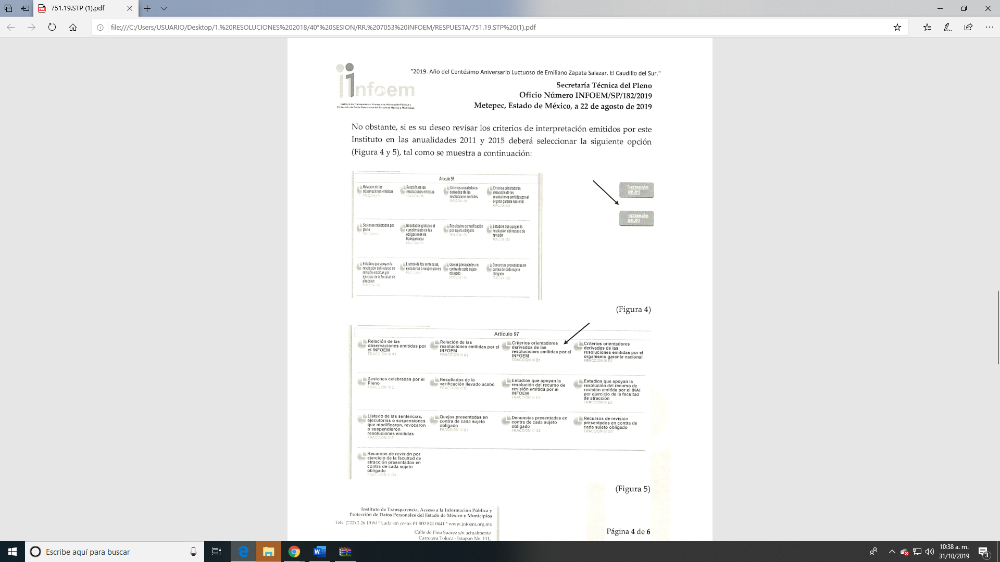 751.19.STP (1).pdf
file:///C:/Users/USUARIO/Desktop/1.%20RESOLUCIONES%202018/40°%20SESION/RR.%207053%20INFOEM/RESPUESTA/751.19.STP%20(1).pdf
infoem
Instituto de Transparencia, Acceso a la Información Pública y
Protección de Datos Personales del Estado de México y Municipios
"2019. Año del Centésimo Aniversario Luctuoso de Emiliano Zapata Salazar. El Caudillo del Sur."
Secretaría Técnica del Pleno
Oficio Número INFOEM/SP/182/2019
Metepec, Estado de México, a 22 de agosto de 2019
No obstante, si es su deseo revisar los criterios de interpretación emitidos por este
Instituto en las anualidades 2011 y 2015 deberá seleccionar la siguiente opción
(Figura 4 y 5), tal como se muestra a continuación:
Artículo 97
Relación de las
observaciones emitidas
Relación de las
resoluciones emitidas
Criterios orientadores
derivados de las
resoluciones emitidas
Criterios orientadores
derivados de las
resoluciones emitidas por el
órgano garante nacional
Sesiones celebradas por
pleno
Resultados globales al
cumplimiento de las
obligaciones de
transparencia
Resultados de verificación
por sujeto obligado
Estudios que apoyan la
resolución del recurso de
revisión
Estudios que apoyan la
resolución del recurso de
revisión emitidas por
ejercicio de la facultad de
atracción
Listado de las sentencias,
ejecutorias o suspensiones
Quejas presentadas en
contra de cada sujeto
obligado
Denuncias presentadas en
contra de cada sujeto
obligado
Fracciones años
2011-2015
Fracciones años
2015-2017
(Figura 4)
Artículo 97
Relación de las
observaciones emitidas por
el INFOEM
FRACCIÓN III A1
Relación de las
resoluciones emitidas por el
INFOEM
FRACCIÓN III A2
Criterios orientadores
derivados de las
resoluciones emitidas por el
INFOEM
FRACCIÓN III B1
Criterios orientadores
derivados de las
resoluciones emitidas por el
organismo garante nacional
FRACCIÓN III B2
Sesiones celebradas por el
Pleno
FRACCIÓN III C
Resultados de la
verificación llevado acabo
FRACCIÓN III D
Estudios que apoyan la
resolución del recurso de
revisión emitida por el
INFOEM
FRACCIÓN III E1
Estudios que apoyan la
resolución del recurso de
revisión emitida por el INAI
por ejercicio de la facultad
de atracción
FRACCIÓN III E2
Listado de las sentencias,
ejecutorias o suspensiones
que modificaron, revocaron
o suspendieron
resoluciones emitidas
FRACCIÓN III F
Quejas presentadas en
contra de cada sujeto
obligado
FRACCIÓN III G1
Denuncias presentadas en
contra de cada sujeto
obligado
FRACCIÓN III G2
Recursos de revisión
presentados en contra de
cada sujeto obligado
FRACCIÓN III G3
Recursos de revisión por
ejercicio de la facultad de
atracción presentados en
contra de cada sujeto
obligado
FRACCIÓN III G4
(Figura 5)
Instituto de Transparencia, Acceso a la Información Pública y
Protección de Datos Personales del Estado de México y Municipios
Tels. (722) 2 26 19 80 * Lada sin costo: 01 800 821 0441 * www.infoem.org.mx
Calle de Pino Suárez s/n actualmente
Carretera Toluca - Ixtapan No. 111,
Página 4 de 6
Escribe aquí para buscar
10:38 a. m.
31/10/2019
3